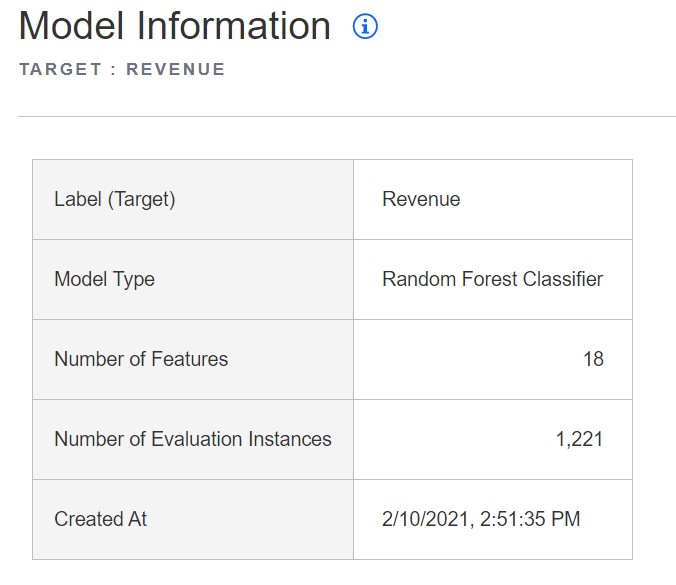 Model Information
TARGET : REVENUE
Label (Target) Revenue
Model Type Random Forest Classifier
Number of Features 18
Number of Evaluation Instances 1,221
Created At 2/10/2021, 2:51:35 PM